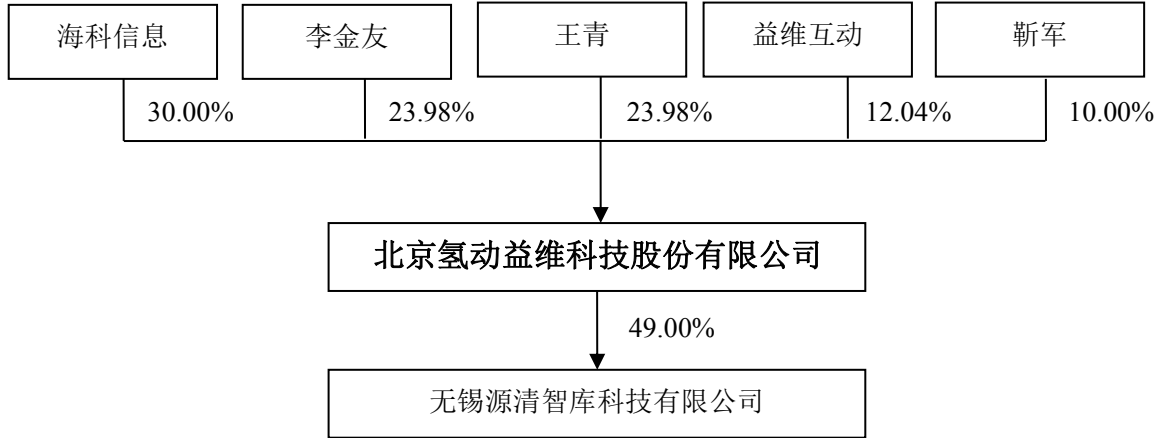 海科信息
李金友
王青
益维互动
靳军
30.00%
23.98%
23.98%
12.04%
10.00%
北京氢动益维科技股份有限公司
49.00%
无锡源清智库科技有限公司